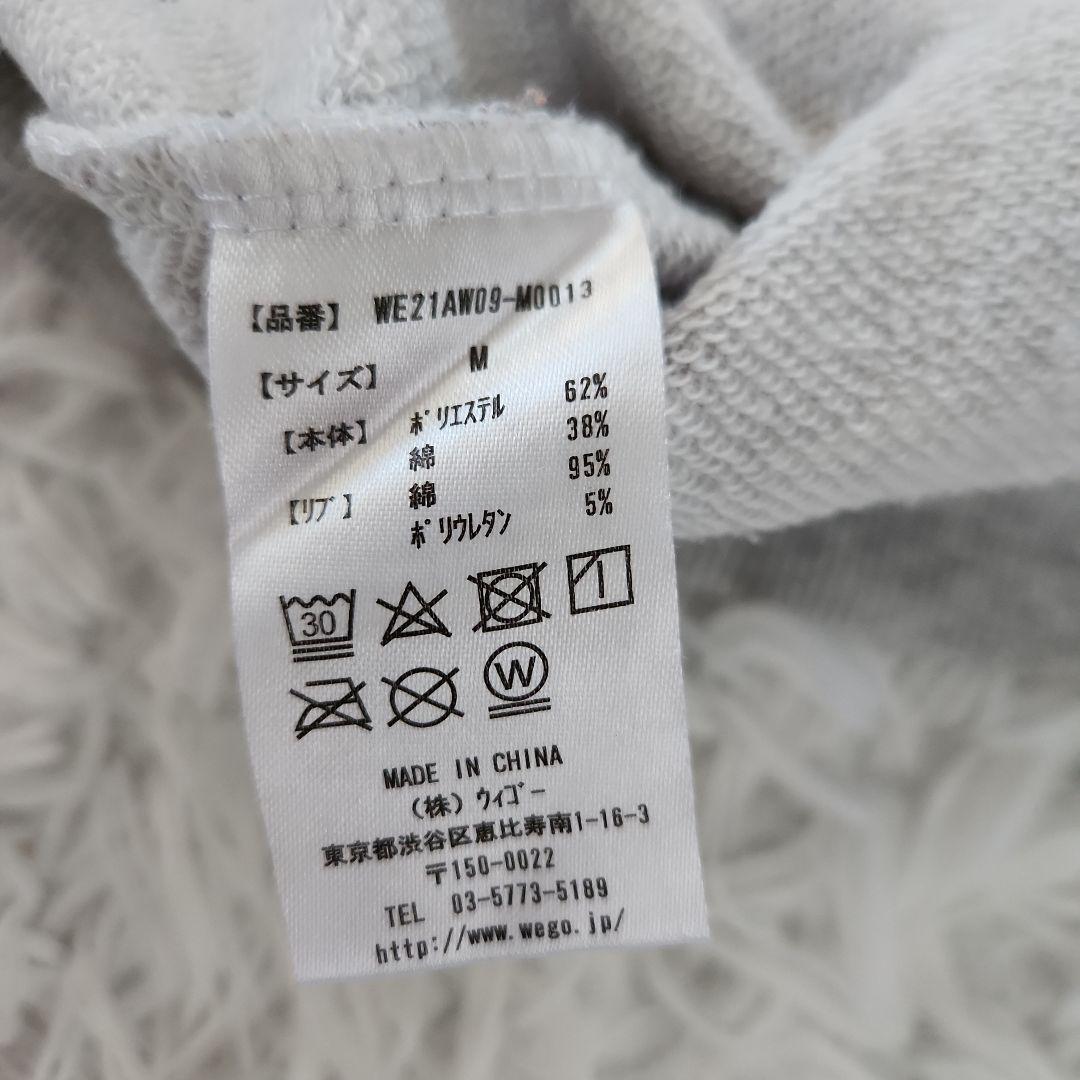 【品番】 WE21AW09-M0013
【サイズ】 M
【本体】 ポリエステル 62%
綿 38%
【リブ】 綿 95%
ポリウレタン 5%
30
W
MADE IN CHINA
(株) ウィゴー
東京都渋谷区恵比寿南1-16-3
〒150-0022
TEL 03-5773-5189
http://www.wego.jp/